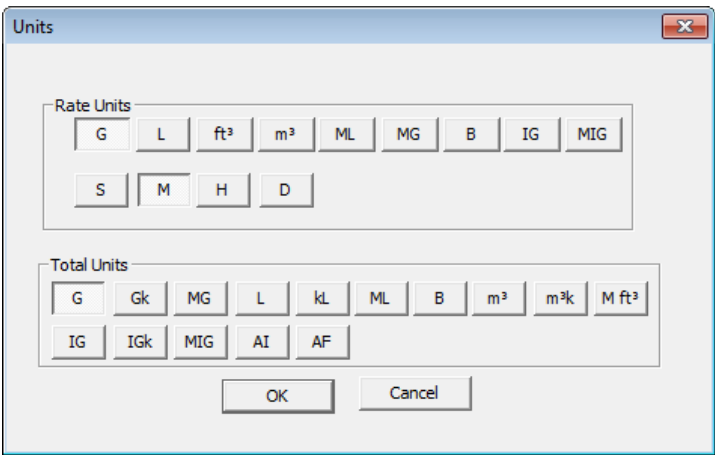 Units
Rate Units
G L ft³ m³ ML MG B IG MIG
S M H D
Total Units
G Gk MG L kL ML B m³ m³k M ft³
IG IGk MIG AI AF
OK Cancel